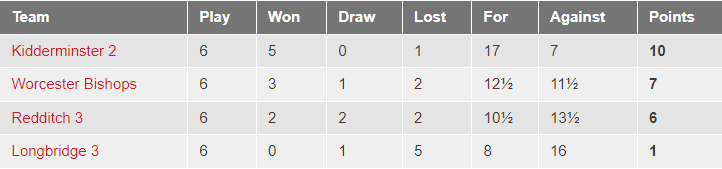 Team Play Won Draw Lost For Against Points
Kidderminster 2 6 5 0 1 17 7 10
Worcester Bishops 6 3 1 2 12½ 11½ 7
Redditch 3 6 2 2 2 10½ 13½ 6
Longbridge 3 6 0 1 5 8 16 1